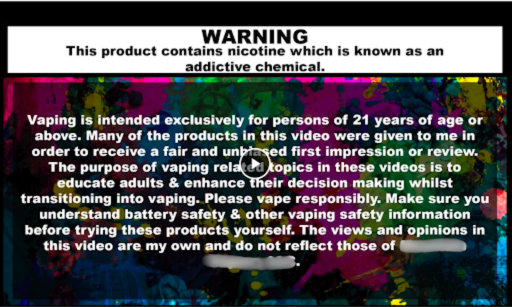 WARNING
This product contains nicotine which is known as an
addictive chemical.
Vaping is intended exclusively for persons of 21 years of age or
above. Many of the products in this video were given to me in
order to receive a fair and unbiased first impression or review.
The purpose of vaping related topics in these videos is to
educate adults & enhance their decision making whilst
transitioning into vaping. Please vape responsibly. Make sure you
understand battery safety & other vaping safety information
before trying these products yourself. The views and opinions in
this video are my own and do not reflect those of
.